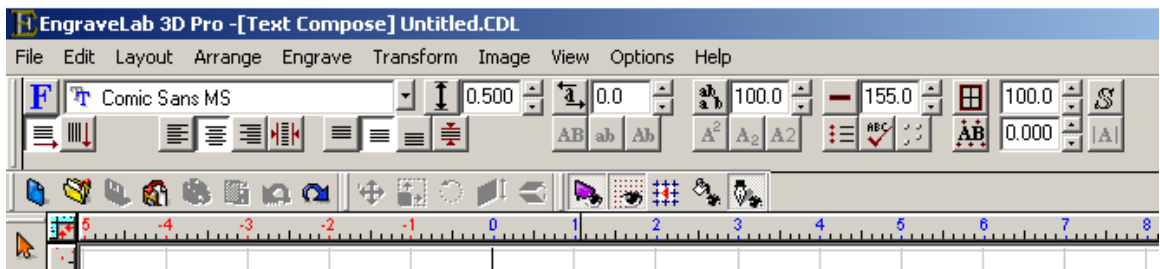 EngraveLab 3D Pro -[Text Compose] Untitled.CDL
File Edit Layout Arrange Engrave Transform Image View Options Help
F Comic Sans MS 0.500 0.0 100.0 155.0 100.0 S
AB ab Ab A² A₂ A2 ABC AB 0.000 |A|
5 -4 -3 -2 -1 0 1 2 3 4 5 6 7 8